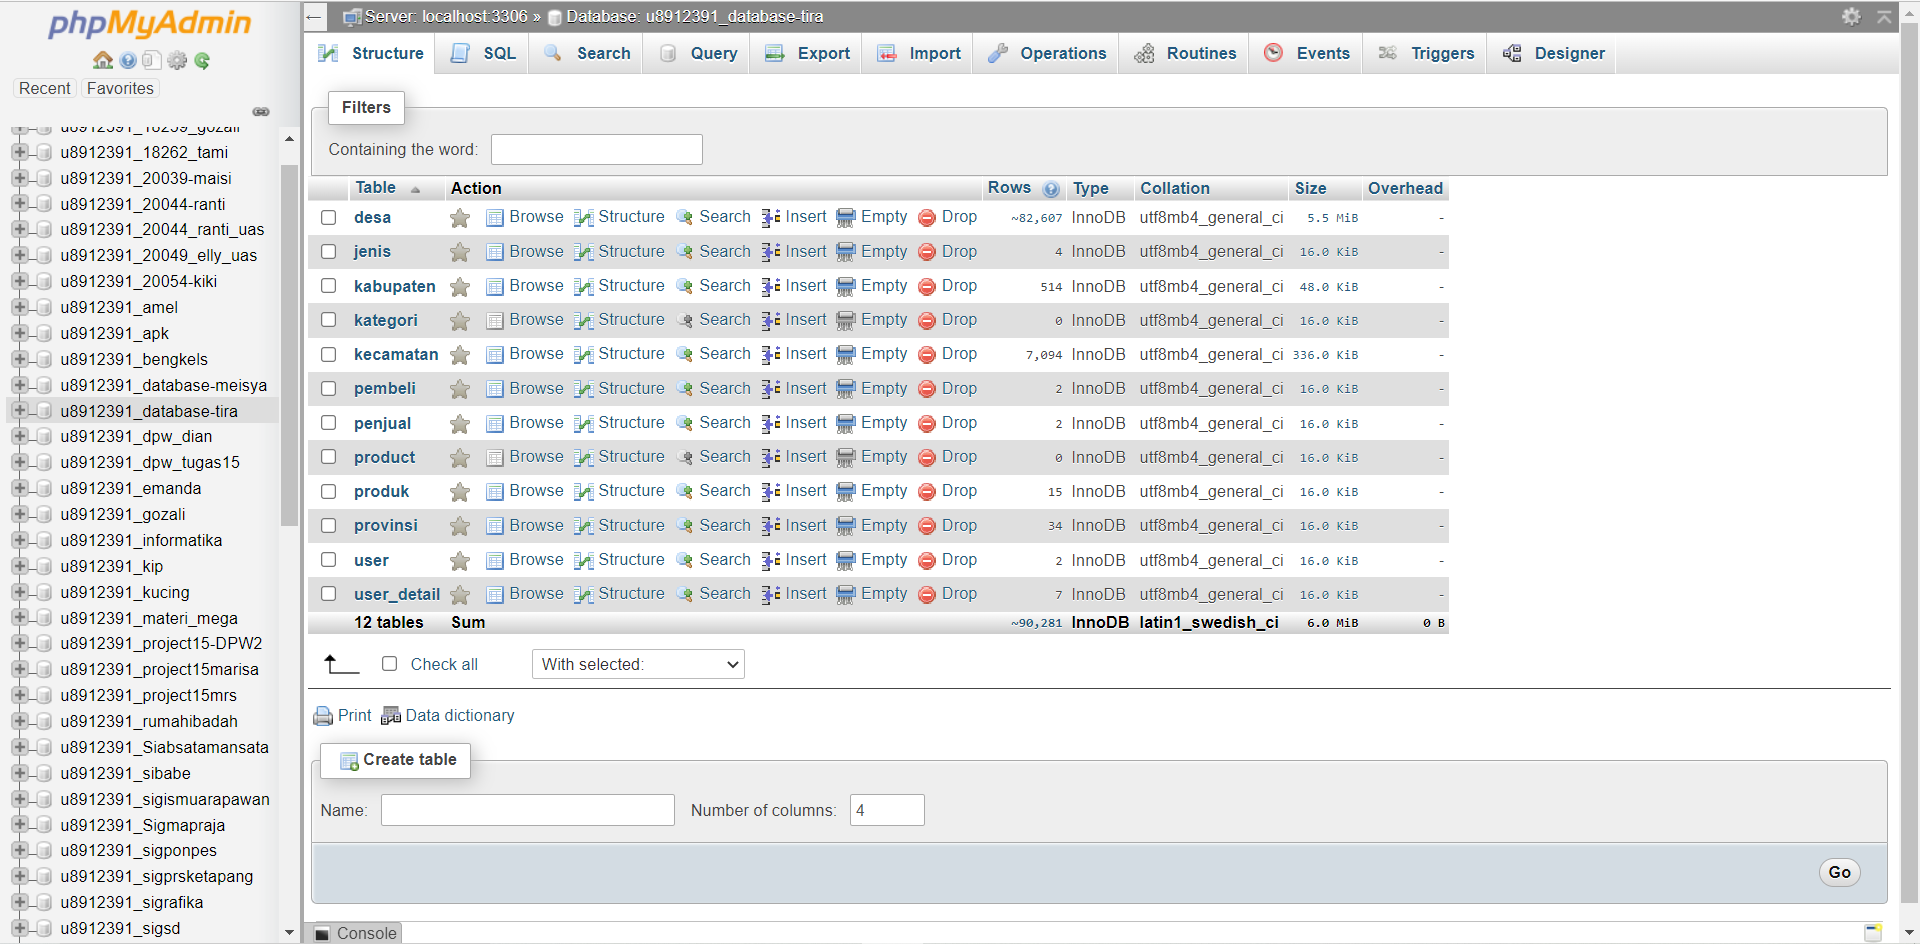 phpMyAdmin
Recent Favorites
u8912391_18259_gozali
u8912391_18262_tami
u8912391_20039-maisi
u8912391_20044-ranti
u8912391_20044_ranti_uas
u8912391_20049_elly_uas
u8912391_20054-kiki
u8912391_amel
u8912391_apk
u8912391_bengkels
u8912391_database-meisya
u8912391_database-tira
u8912391_dpw_dian
u8912391_dpw_tugas15
u8912391_emanda
u8912391_gozali
u8912391_informatika
u8912391_kip
u8912391_kucing
u8912391_materi_mega
u8912391_project15-DPW2
u8912391_project15marisa
u8912391_project15mrs
u8912391_rumahibadah
u8912391_Siabsatamansata
u8912391_sibabe
u8912391_sigismuarapawan
u8912391_Sigmapraja
u8912391_sigponpes
u8912391_sigprsketapang
u8912391_sigrafika
u8912391_sigsd
← Server: localhost:3306 » Database: u8912391_database-tira
Structure SQL Search Query Export Import Operations Routines Events Triggers Designer
Filters
Containing the word:
Table Action Rows Type Collation Size Overhead
desa Browse Structure Search Insert Empty Drop ~82,607 InnoDB utf8mb4_general_ci 5.5 MiB -
jenis Browse Structure Search Insert Empty Drop 4 InnoDB utf8mb4_general_ci 16.0 KiB -
kabupaten Browse Structure Search Insert Empty Drop 514 InnoDB utf8mb4_general_ci 48.0 KiB -
kategori Browse Structure Search Insert Empty Drop 0 InnoDB utf8mb4_general_ci 16.0 KiB -
kecamatan Browse Structure Search Insert Empty Drop 7,094 InnoDB utf8mb4_general_ci 336.0 KiB -
pembeli Browse Structure Search Insert Empty Drop 2 InnoDB utf8mb4_general_ci 16.0 KiB -
penjual Browse Structure Search Insert Empty Drop 2 InnoDB utf8mb4_general_ci 16.0 KiB -
product Browse Structure Search Insert Empty Drop 0 InnoDB utf8mb4_general_ci 16.0 KiB -
produk Browse Structure Search Insert Empty Drop 15 InnoDB utf8mb4_general_ci 16.0 KiB -
provinsi Browse Structure Search Insert Empty Drop 34 InnoDB utf8mb4_general_ci 16.0 KiB -
user Browse Structure Search Insert Empty Drop 2 InnoDB utf8mb4_general_ci 16.0 KiB -
user_detail Browse Structure Search Insert Empty Drop 7 InnoDB utf8mb4_general_ci 16.0 KiB -
12 tables Sum ~90,281 InnoDB latin1_swedish_ci 6.0 MiB 0 B
Check all With selected:
Print Data dictionary
Create table
Name: Number of columns: 4
Go
Console